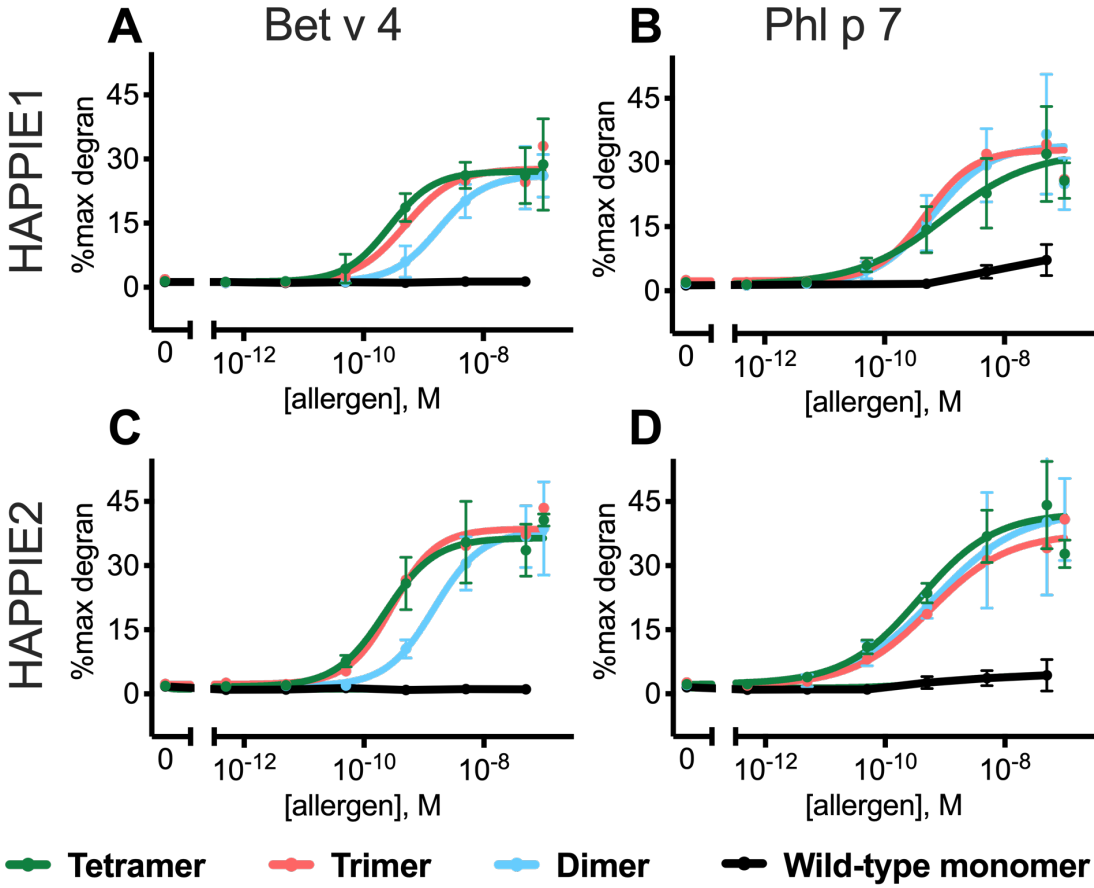 A Bet v 4
B Phl p 7
HAPPIE1
%max degran
45
30
15
0
0 10-12 10-10 10-8
[allergen], M
%max degran
45
30
15
0
0 10-12 10-10 10-8
[allergen], M
C
D
HAPPIE2
%max degran
45
30
15
0
0 10-12 10-10 10-8
[allergen], M
%max degran
45
30
15
0
0 10-12 10-10 10-8
[allergen], M
Tetramer Trimer Dimer Wild-type monomer